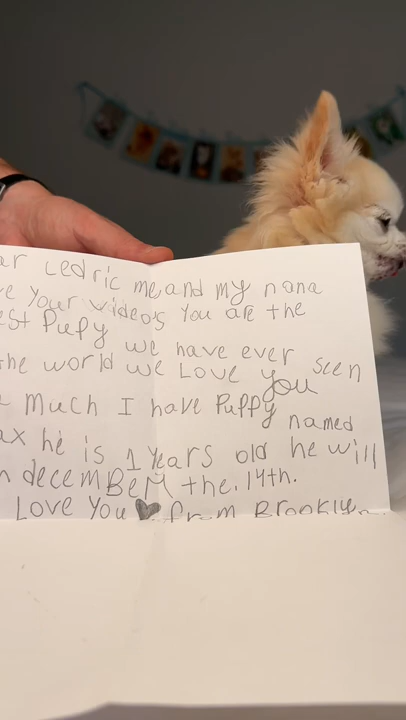 ar Cedric me and my nana
e your videos you are the
est Pupy
we have ever
the world we Love you seen
t Much I have Puppy named
ax he is 1 years old he will
n december the. 14th.
Love You ♥ from Brooklyn